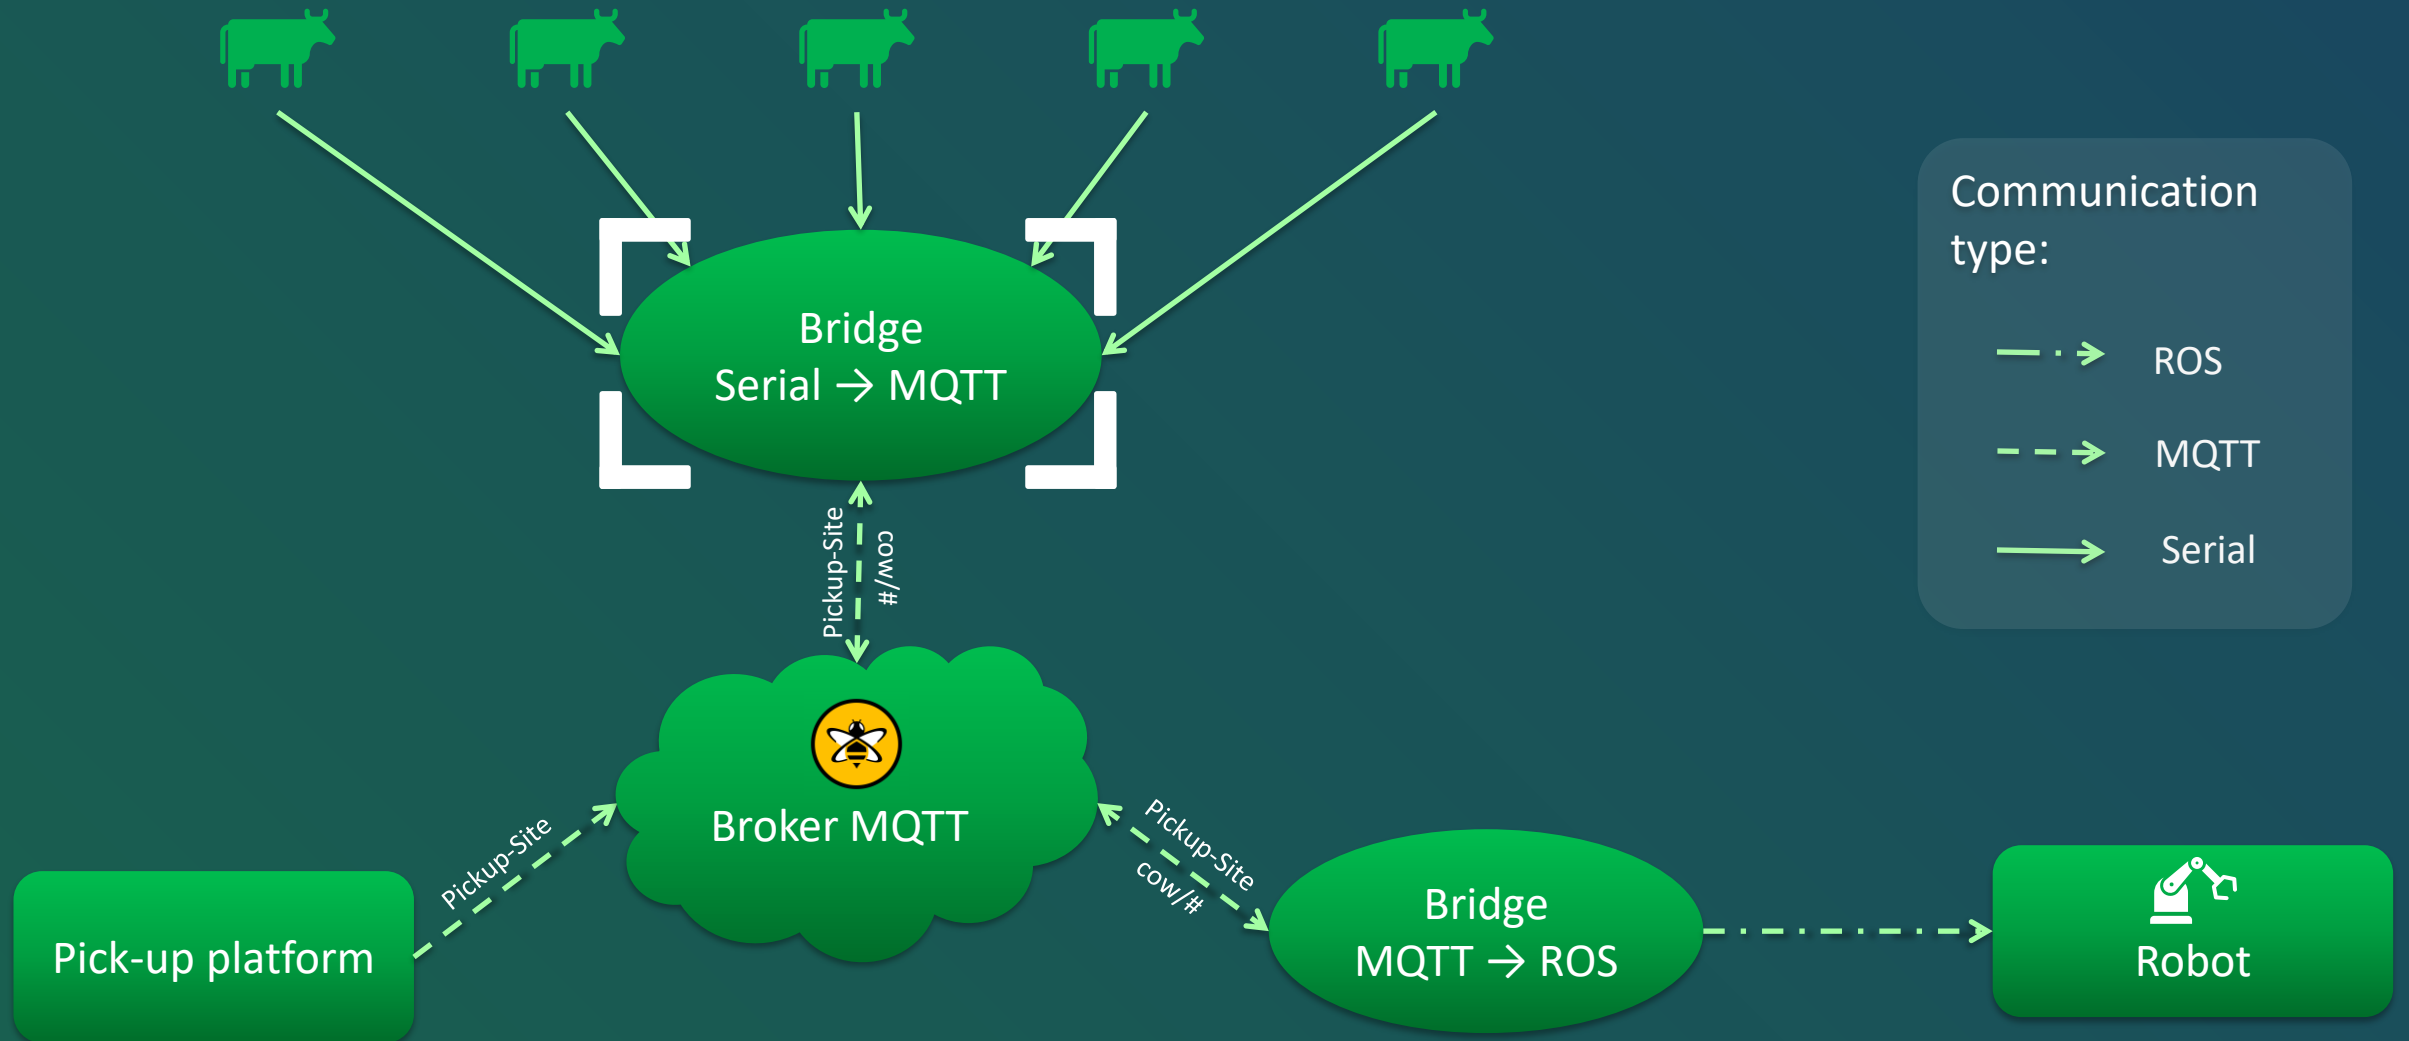 Communication
type:
ROS
MQTT
Serial
Bridge
Serial → MQTT
Pickup-Site
cow/#
Broker MQTT
Pickup-Site
Pickup-Site
cow/#
Pick-up platform
Bridge
MQTT → ROS
Robot